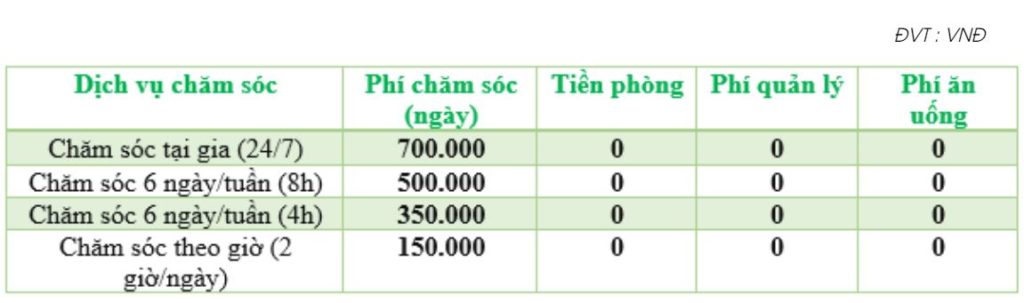 ĐVT : VNĐ
Dịch vụ chăm sóc Phí chăm sóc (ngày) Tiền phòng Phí quản lý Phí ăn uống
Chăm sóc tại gia (24/7) 700.000 0 0 0
Chăm sóc 6 ngày/tuần (8h) 500.000 0 0 0
Chăm sóc 6 ngày/tuần (4h) 350.000 0 0 0
Chăm sóc theo giờ (2 giờ/ngày) 150.000 0 0 0